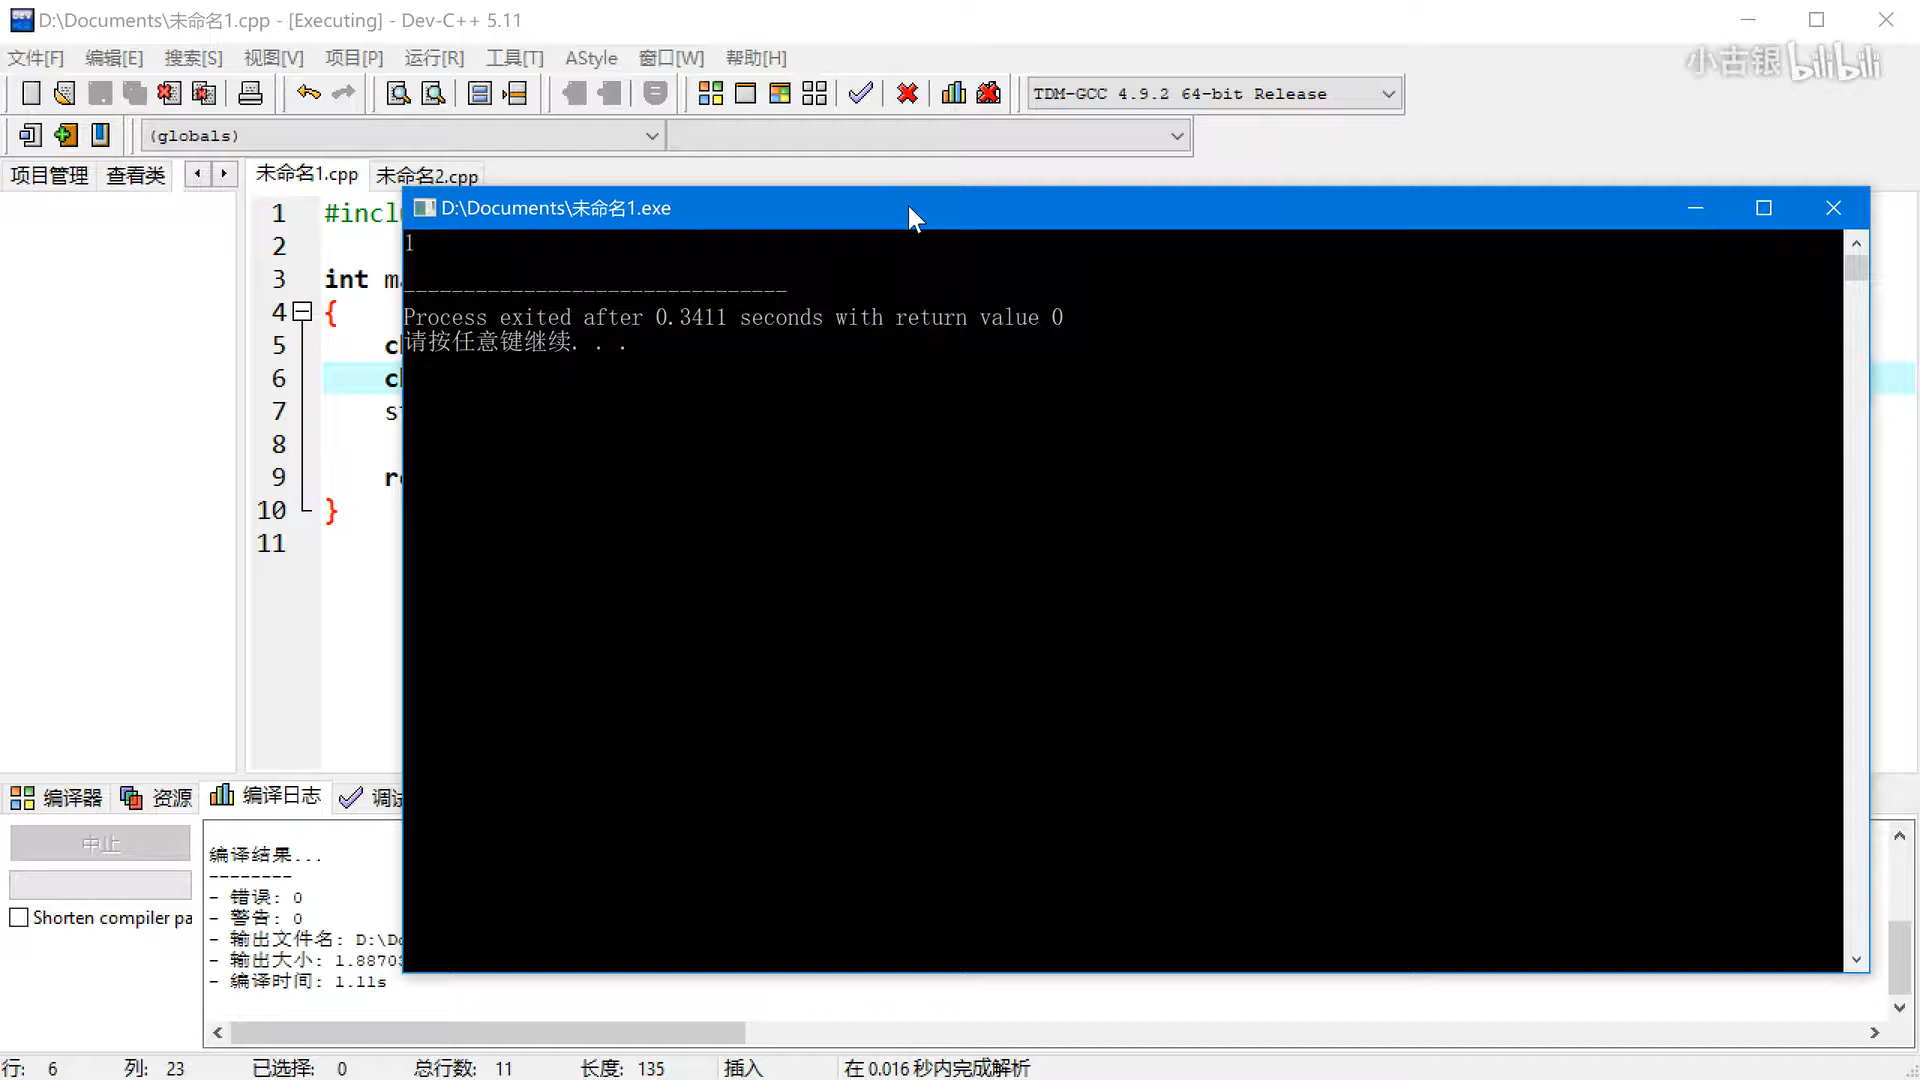 D:\Documents\未命名1.cpp - [Executing] - Dev-C++ 5.11
文件[F] 编辑[E] 搜索[S] 视图[V] 项目[P] 运行[R] 工具[T] AStyle 窗口[W] 帮助[H]
小古银 bilibili
TDM-GCC 4.9.2 64-bit Release
(globals)
项目管理 查看类
未命名1.cpp 未命名2.cpp
D:\Documents\未命名1.exe
1
--------------------------------
Process exited after 0.3411 seconds with return value 0
请按任意键继续. . .
1 #incl
2
3 int m
4 {
5 c
6 c
7 s
8
9 r
10 }
11
编译器 资源 编译日志 调试
中止
Shorten compiler pa
编译结果...
--------
- 错误: 0
- 警告: 0
- 输出文件名: D:\Do
- 输出大小: 1.88703
- 编译时间: 1.11s
行: 6 列: 23 已选择: 0 总行数: 11 长度: 135 插入 在 0.016 秒内完成解析